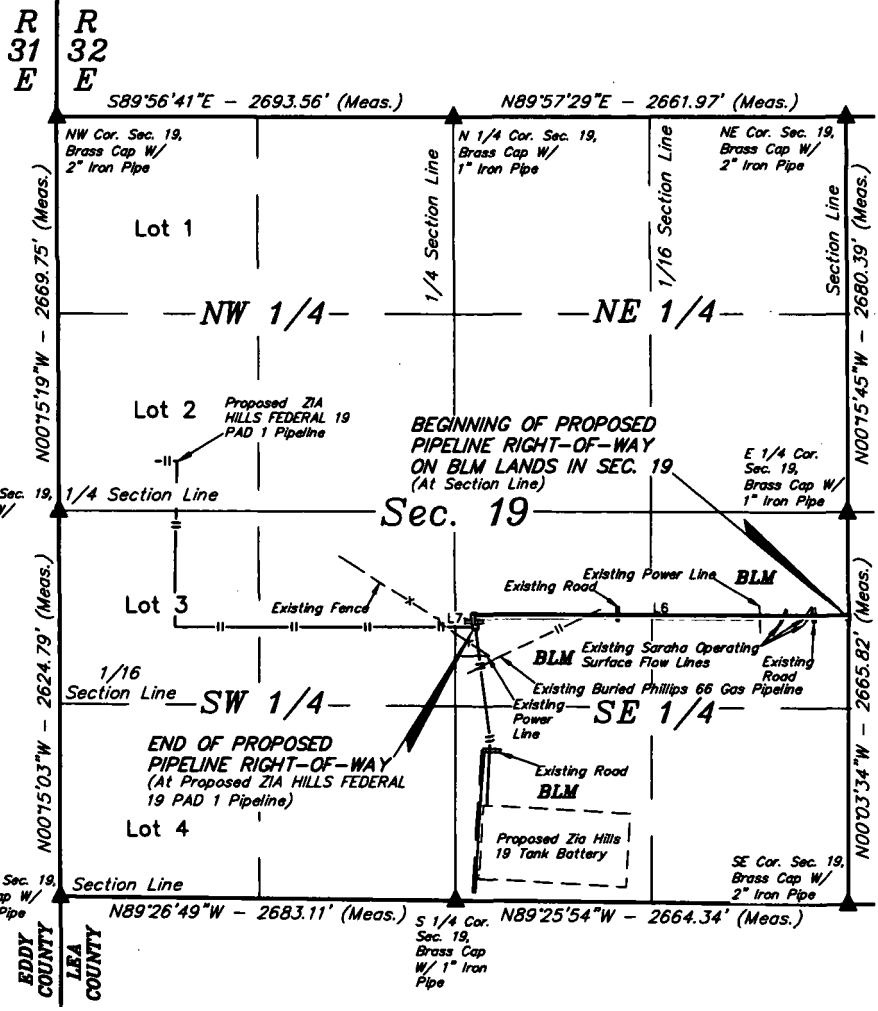 R R
31 32
E E
S89°56'41"E - 2693.56' (Meas.)
N89°57'29"E - 2661.97' (Meas.)
NW Cor. Sec. 19,
Brass Cap W/
2" Iron Pipe
N 1/4 Cor. Sec. 19,
Brass Cap W/
1" Iron Pipe
NE Cor. Sec. 19,
Brass Cap W/
2" Iron Pipe
N00°15'19"W - 2669.75' (Meas.)
Lot 1
1/4 Section Line
1/16 Section Line
Section Line
N00°15'45"W - 2680.39' (Meas.)
NW 1/4
NE 1/4
Lot 2
Proposed ZIA
HILLS FEDERAL 19
PAD 1 Pipeline
BEGINNING OF PROPOSED
PIPELINE RIGHT-OF-WAY
ON BLM LANDS IN SEC. 19
(At Section Line)
E 1/4 Cor.
Sec. 19,
Brass Cap W/
1" Iron Pipe
Sec. 19,
W/
1/4 Section Line
Sec. 19
N00°15'03"W - 2624.79' (Meas.)
Lot 3
Existing Fence
L7
Existing Road
Existing Power Line
BLM
L6
BLM
Existing Saraha Operating
Surface Flow Lines
Existing
Road
Existing Buried Phillips 66 Gas Pipeline
N00°03'34"W - 2665.82' (Meas.)
1/16
Section Line
SW 1/4
Existing
Power
Line
SE 1/4
END OF PROPOSED
PIPELINE RIGHT-OF-WAY
(At Proposed ZIA HILLS FEDERAL
19 PAD 1 Pipeline)
Existing Road
BLM
Lot 4
Proposed Zia Hills
19 Tank Battery
SE Cor. Sec. 19,
Brass Cap W/
2" Iron Pipe
Sec. 19,
ap W/
Pipe
Section Line
N89°26'49"W - 2683.11' (Meas.)
S 1/4 Cor.
Sec. 19,
Brass Cap
W/ 1" Iron
Pipe
N89°25'54"W - 2664.34' (Meas.)
EDDY
COUNTY
LEA
COUNTY